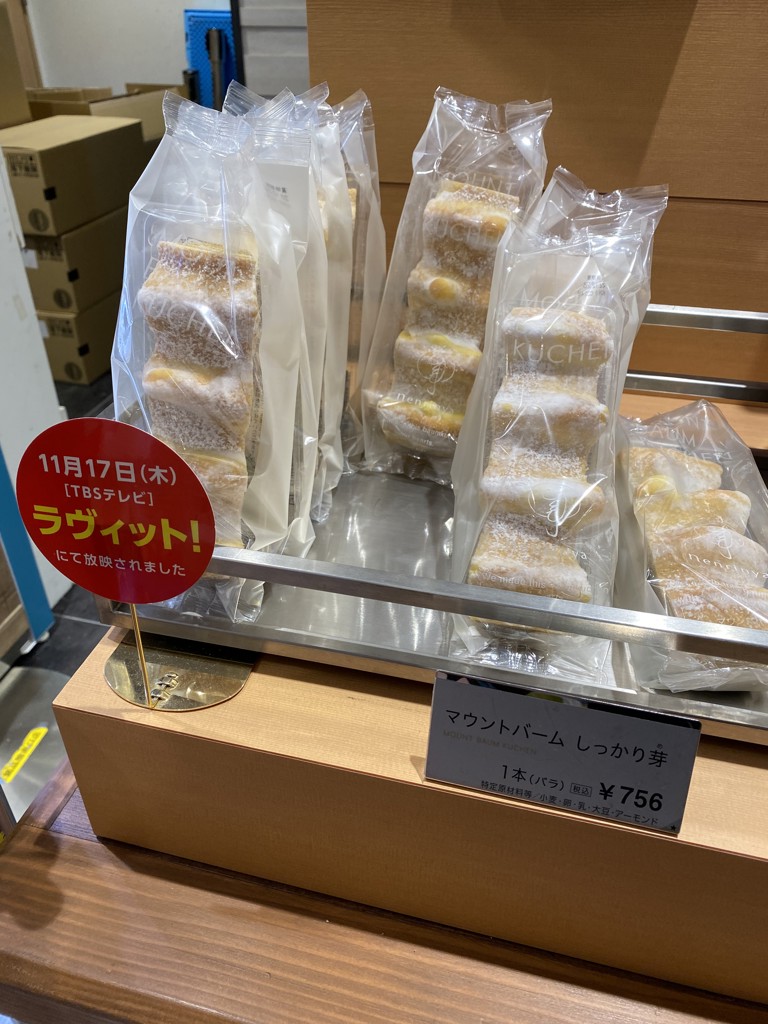 11月17日(木)
[TBSテレビ]
ラヴィット!
にて放映されました
MOUNT
KUCHEN
KUCHE
マウントバーム しっかり芽
MOUNT BAUM KUCHEN
1本(バラ) 税込 ¥756
特定原材料等/小麦・卵・乳・大豆・アーモンド